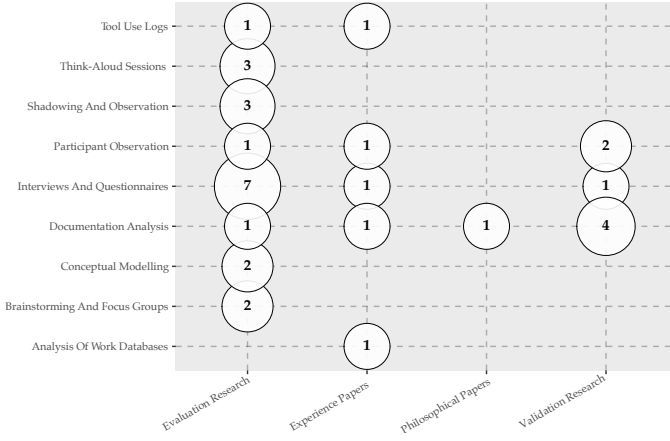 Tool Use Logs 1 1
Think-Aloud Sessions 3
Shadowing And Observation 3
Participant Observation 1 1 2
Interviews And Questionnaires 7 1 1
Documentation Analysis 1 1 1 4
Conceptual Modelling 2
Brainstorming And Focus Groups 2
Analysis Of Work Databases 1
Evaluation Research
Experience Papers
Philosophical Papers
Validation Research